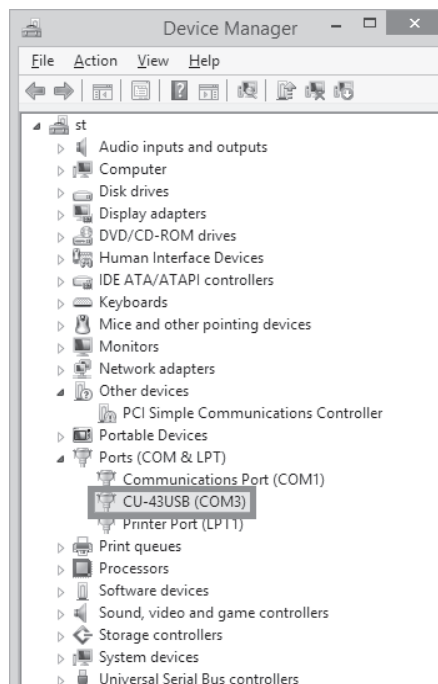 Device Manager
File Action View Help
st
Audio inputs and outputs
Computer
Disk drives
Display adapters
DVD/CD-ROM drives
Human Interface Devices
IDE ATA/ATAPI controllers
Keyboards
Mice and other pointing devices
Monitors
Network adapters
Other devices
PCI Simple Communications Controller
Portable Devices
Ports (COM & LPT)
Communications Port (COM1)
CU-43USB (COM3)
Printer Port (LPT1)
Print queues
Processors
Software devices
Sound, video and game controllers
Storage controllers
System devices
Universal Serial Bus controllers